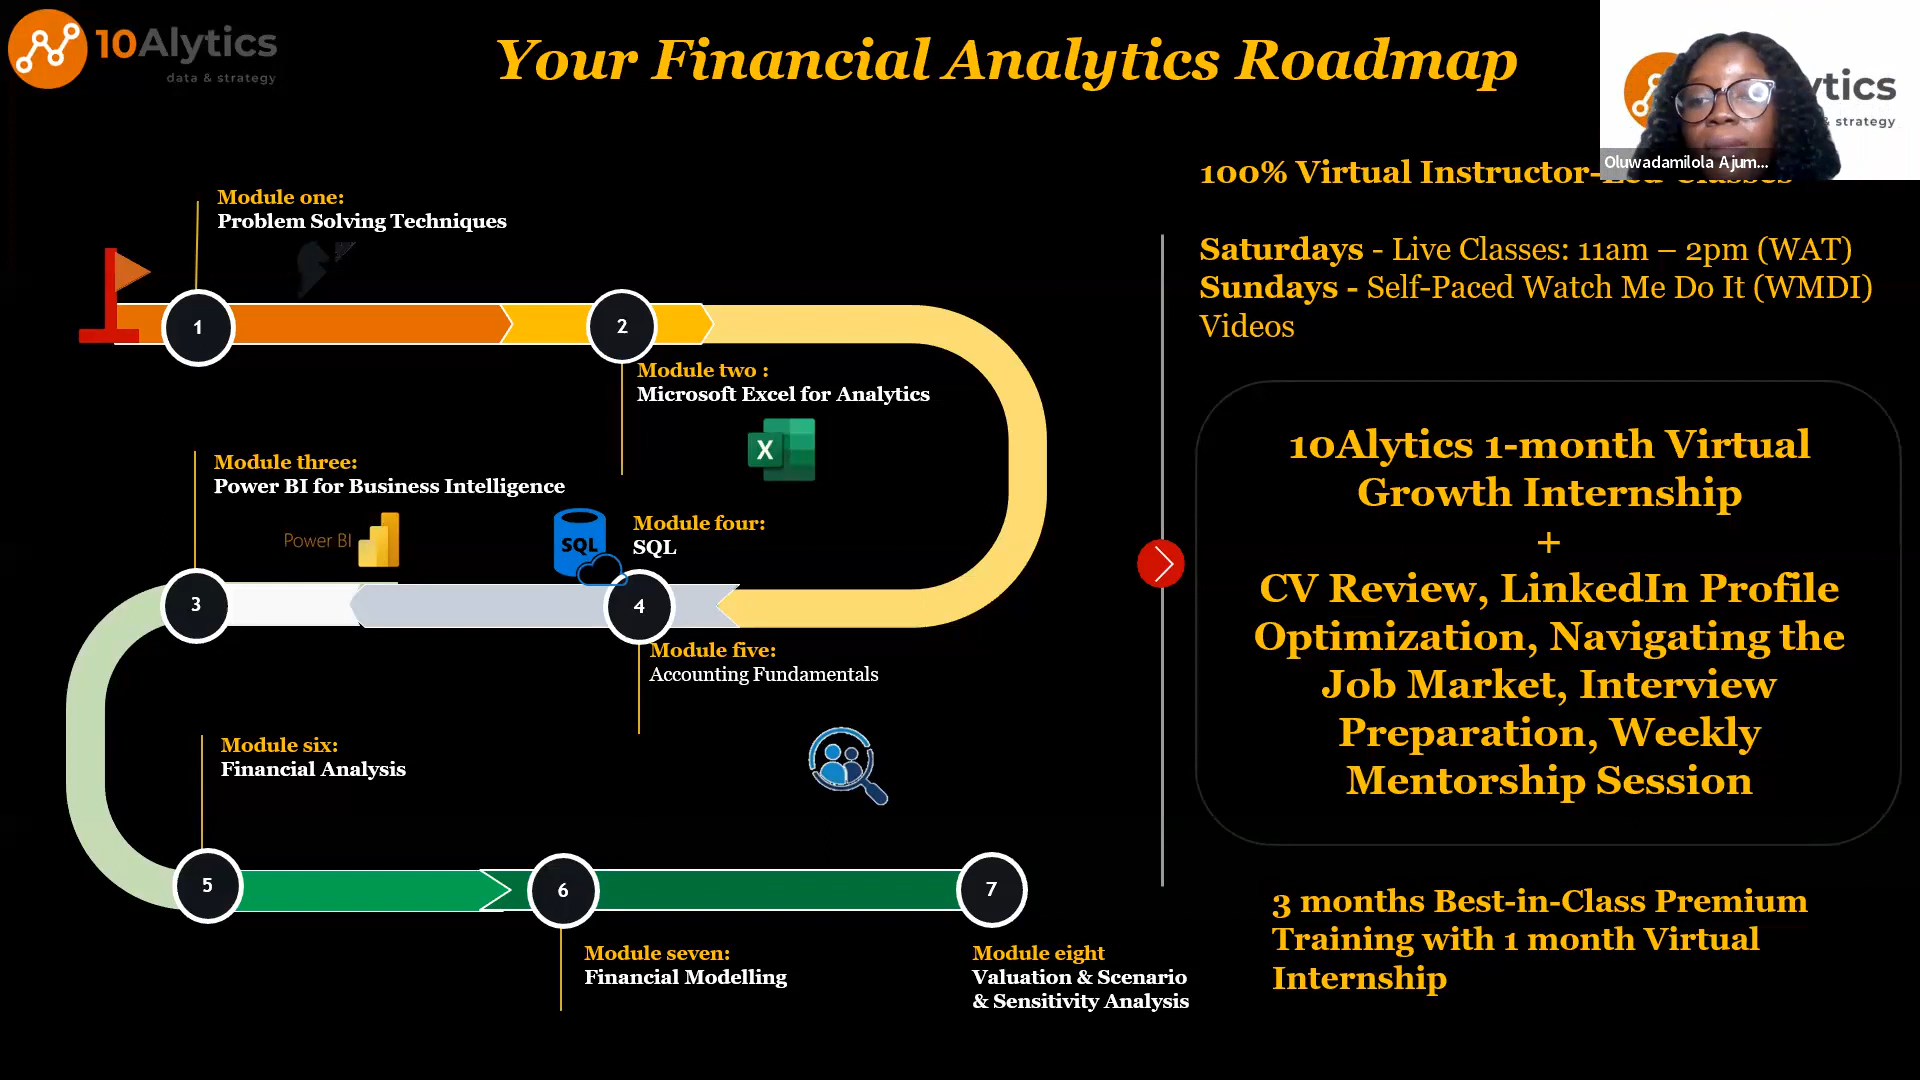 10Alytics
data & strategy
Your Financial Analytics Roadmap
ytics
& strategy
Oluwadamilola Ajum...
100% Virtual Instructor-Led Classes
Saturdays - Live Classes: 11am – 2pm (WAT)
Sundays - Self-Paced Watch Me Do It (WMDI)
Videos
Module one:
Problem Solving Techniques
1
2
Module two :
Microsoft Excel for Analytics
X
Module three:
Power BI for Business Intelligence
Power BI
SQL
Module four:
SQL
3
4
Module five:
Accounting Fundamentals
Module six:
Financial Analysis
5
6
7
Module seven:
Financial Modelling
Module eight
Valuation & Scenario
& Sensitivity Analysis
10Alytics 1-month Virtual
Growth Internship
+
CV Review, LinkedIn Profile
Optimization, Navigating the
Job Market, Interview
Preparation, Weekly
Mentorship Session
3 months Best-in-Class Premium
Training with 1 month Virtual
Internship